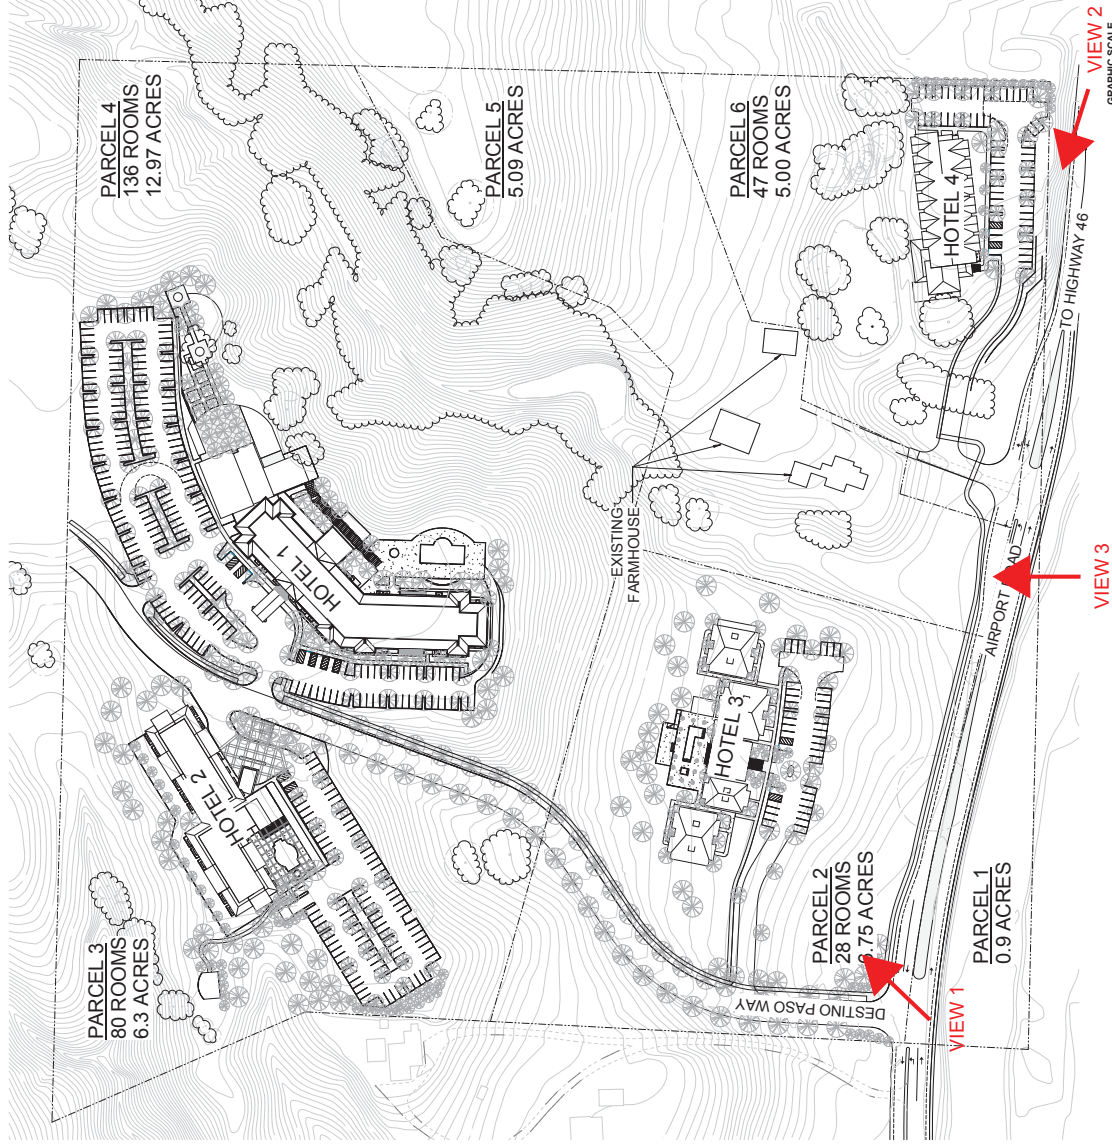 PARCEL 4
136 ROOMS
12.97 ACRES
PARCEL 5
5.09 ACRES
PARCEL 6
47 ROOMS
5.00 ACRES
VIEW 2
GRAPHIC SCALE
HOTEL 4
TO HIGHWAY 46
HOTEL 1
EXISTING
FARMHOUSE
AIRPORT ROAD
VIEW 3
HOTEL 2
HOTEL 3
PARCEL 3
80 ROOMS
6.3 ACRES
PARCEL 2
28 ROOMS
ACRES
PARCEL 1
0.9 ACRES
DESTINO PASO WAY
VIEW 1